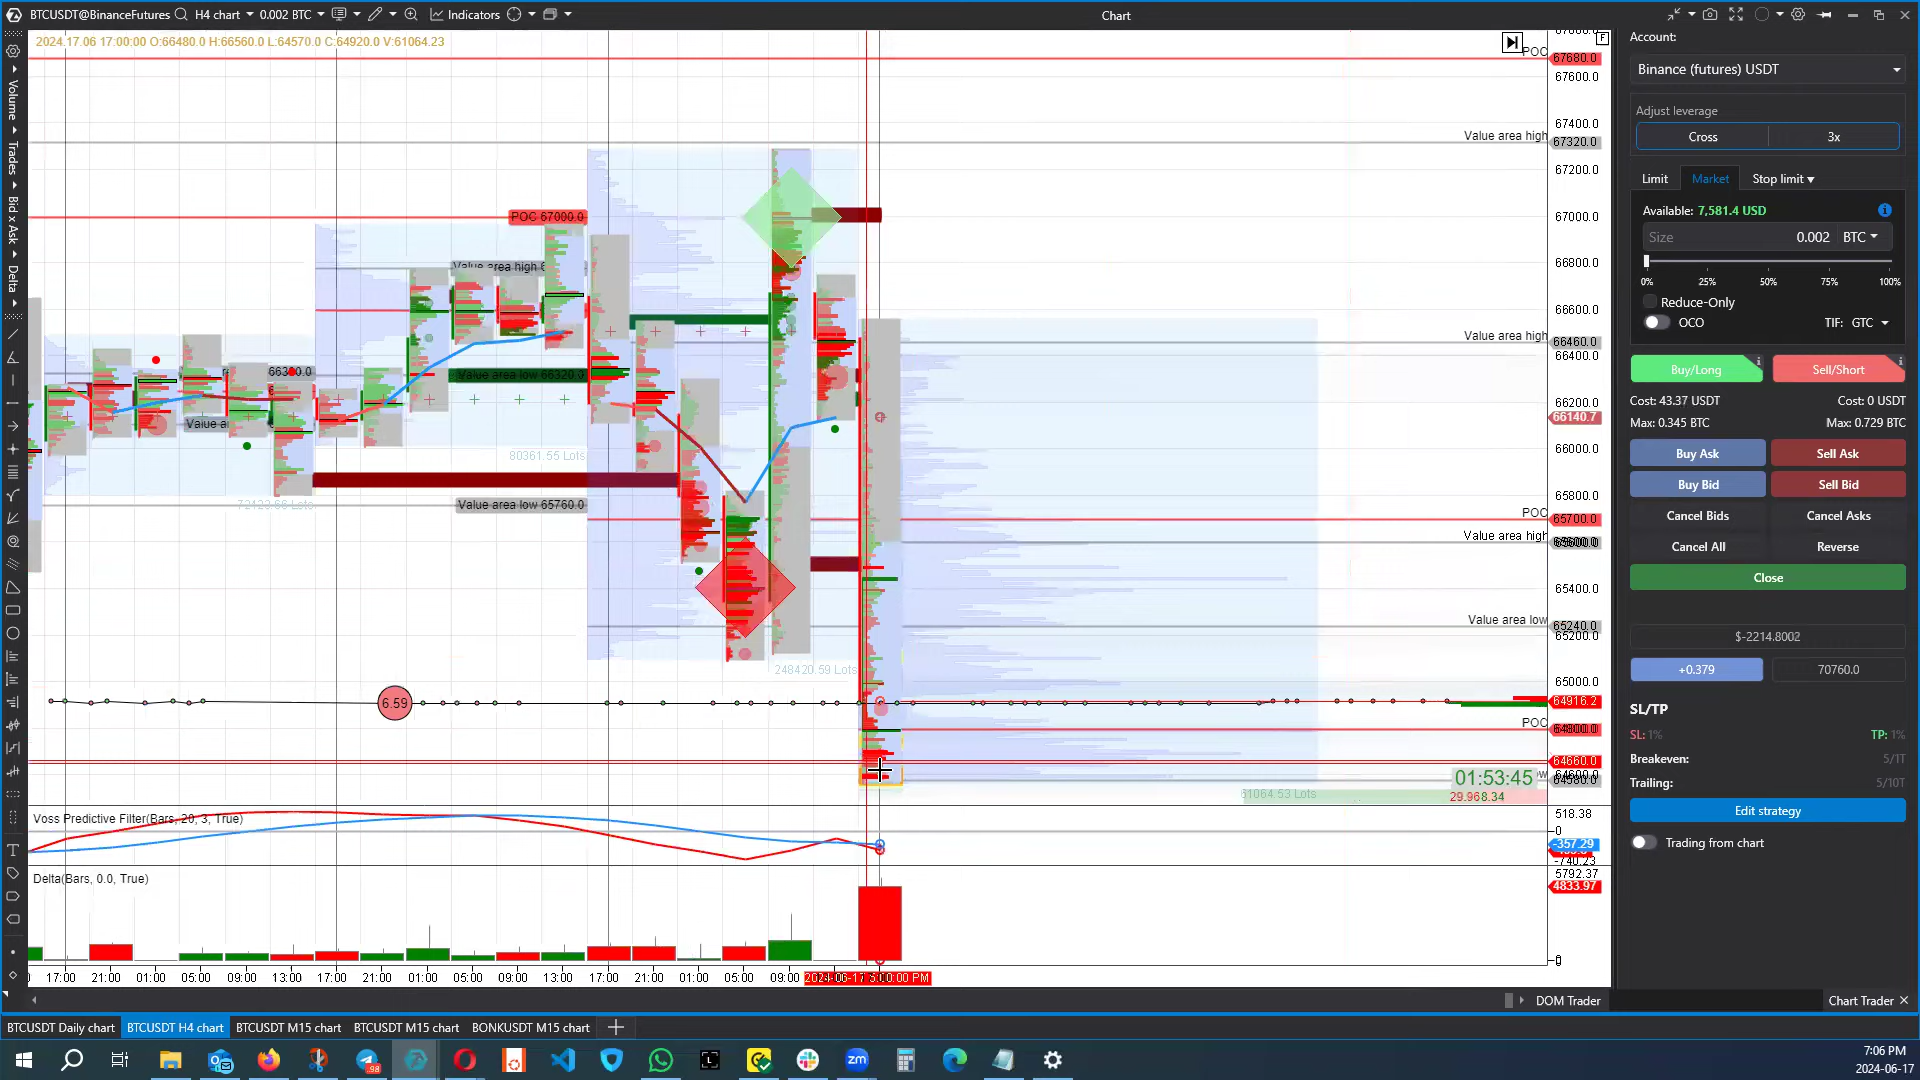 BTCUSDT@BinanceFutures H4 chart 0.002 BTC Indicators Chart
2024.17.06 17:00:00 O:66480.0 H:66560.0 L:64570.0 C:64920.0 V:61064.23
Volume
Trades
Bid x Ask
Delta
F
POC
67680.0
67600.0
67400.0
Value area high
67320.0
67200.0
POC 67000.0
67000.0
66800.0
66600.0
Value area high
66460.0
66400.0
Value area low 66320.0
66200.0
66140.7
66000.0
80361.55 Lots
65800.0
Value area low 65760.0
POC
65700.0
Value area high
65400.0
Value area low
65240.0
65200.0
248420.59 Lots
65000.0
6.59
64916.2
POC
64660.0
64580.0
01:53:45
61064.53 Lots
29.968.34
Voss Predictive Filter(Bars, 20, 3, True)
518.38
0
-357.29
-740.23
Delta(Bars, 0.0, True)
5792.37
4833.97
17:00 21:00 01:00 05:00 09:00 13:00 17:00 21:00 01:00 05:00 09:00 13:00 17:00 21:00 01:00 05:00 09:00
Account:
Binance (futures) USDT
Adjust leverage
Cross 3x
Limit Market Stop limit
Available: 7,581.4 USD
Size 0.002 BTC
0% 25% 50% 75% 100%
Reduce-Only
OCO TIF: GTC
Buy/Long Sell/Short
Cost: 43.37 USDT Cost: 0 USDT
Max: 0.345 BTC Max: 0.729 BTC
Buy Ask Sell Ask
Buy Bid Sell Bid
Cancel Bids Cancel Asks
Cancel All Reverse
Close
$-2214.8002
+0.379 70760.0
SL/TP
SL: 1% TP: 1%
Breakeven: 5/1T
Trailing: 5/10T
Edit strategy
Trading from chart
DOM Trader Chart Trader
BTCUSDT Daily chart BTCUSDT H4 chart BTCUSDT M15 chart BTCUSDT M15 chart BONKUSDT M15 chart
.98
zm
7:06 PM
2024-06-17